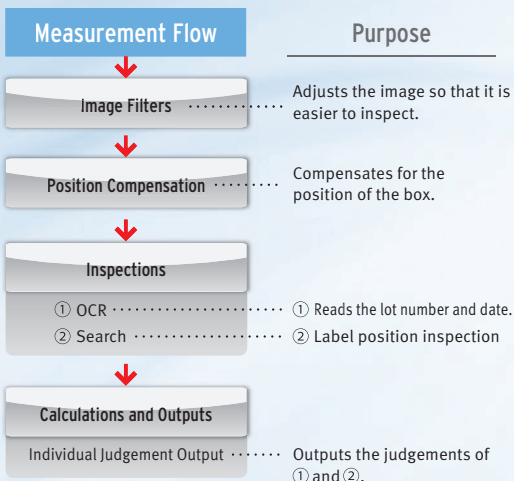 Measurement Flow Purpose
Image Filters ············· Adjusts the image so that it is
easier to inspect.
Position Compensation ········· Compensates for the
position of the box.
Inspections
① OCR ······················ ① Reads the lot number and date.
② Search ··················· ② Label position inspection
Calculations and Outputs
Individual Judgement Output ······· Outputs the judgements of
① and ②.